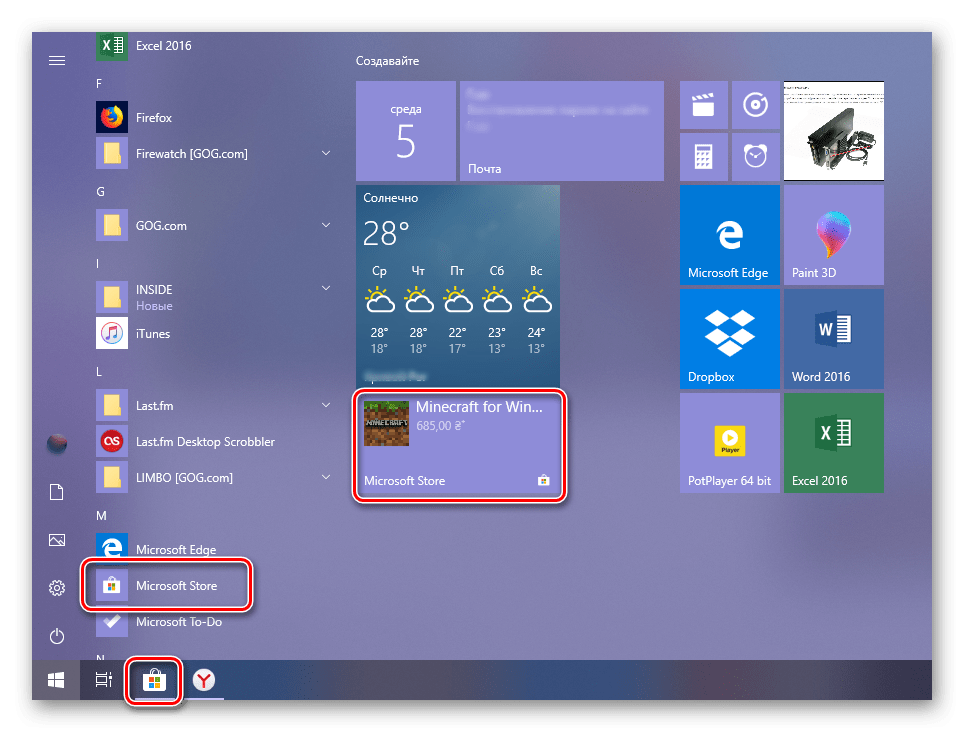 Excel 2016
F
Firefox
Firewatch [GOG.com]
G
GOG.com
I
INSIDE
Новые
iTunes
L
Last.fm
Last.fm Desktop Scrobbler
LIMBO [GOG.com]
M
Microsoft Edge
Microsoft Store
Microsoft To-Do
N
Создавайте
среда
5
Почта
Солнечно
28°
Ср Чт Пт Сб Вс
28° 28° 22° 23° 24°
18° 18° 17° 13° 13°
MINECRAFT
Minecraft for Win...
685,00 ₴*
Microsoft Store
Microsoft Edge
Paint 3D
Dropbox
Word 2016
Player
PotPlayer 64 bit
Excel 2016